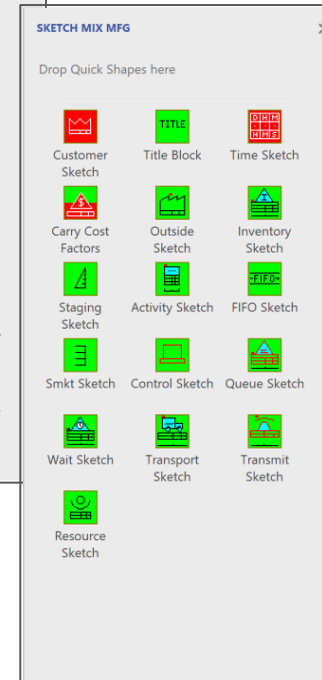 SKETCH MIX MFG
Drop Quick Shapes here
TITLE
D H M
H M S
Customer Sketch
Title Block
Time Sketch
$
I
Carry Cost Factors
Outside Sketch
Inventory Sketch
-FIFO→
Staging Sketch
Activity Sketch
FIFO Sketch
Smkt Sketch
Control Sketch
Queue Sketch
Wait Sketch
Transport Sketch
Transmit Sketch
Resource Sketch